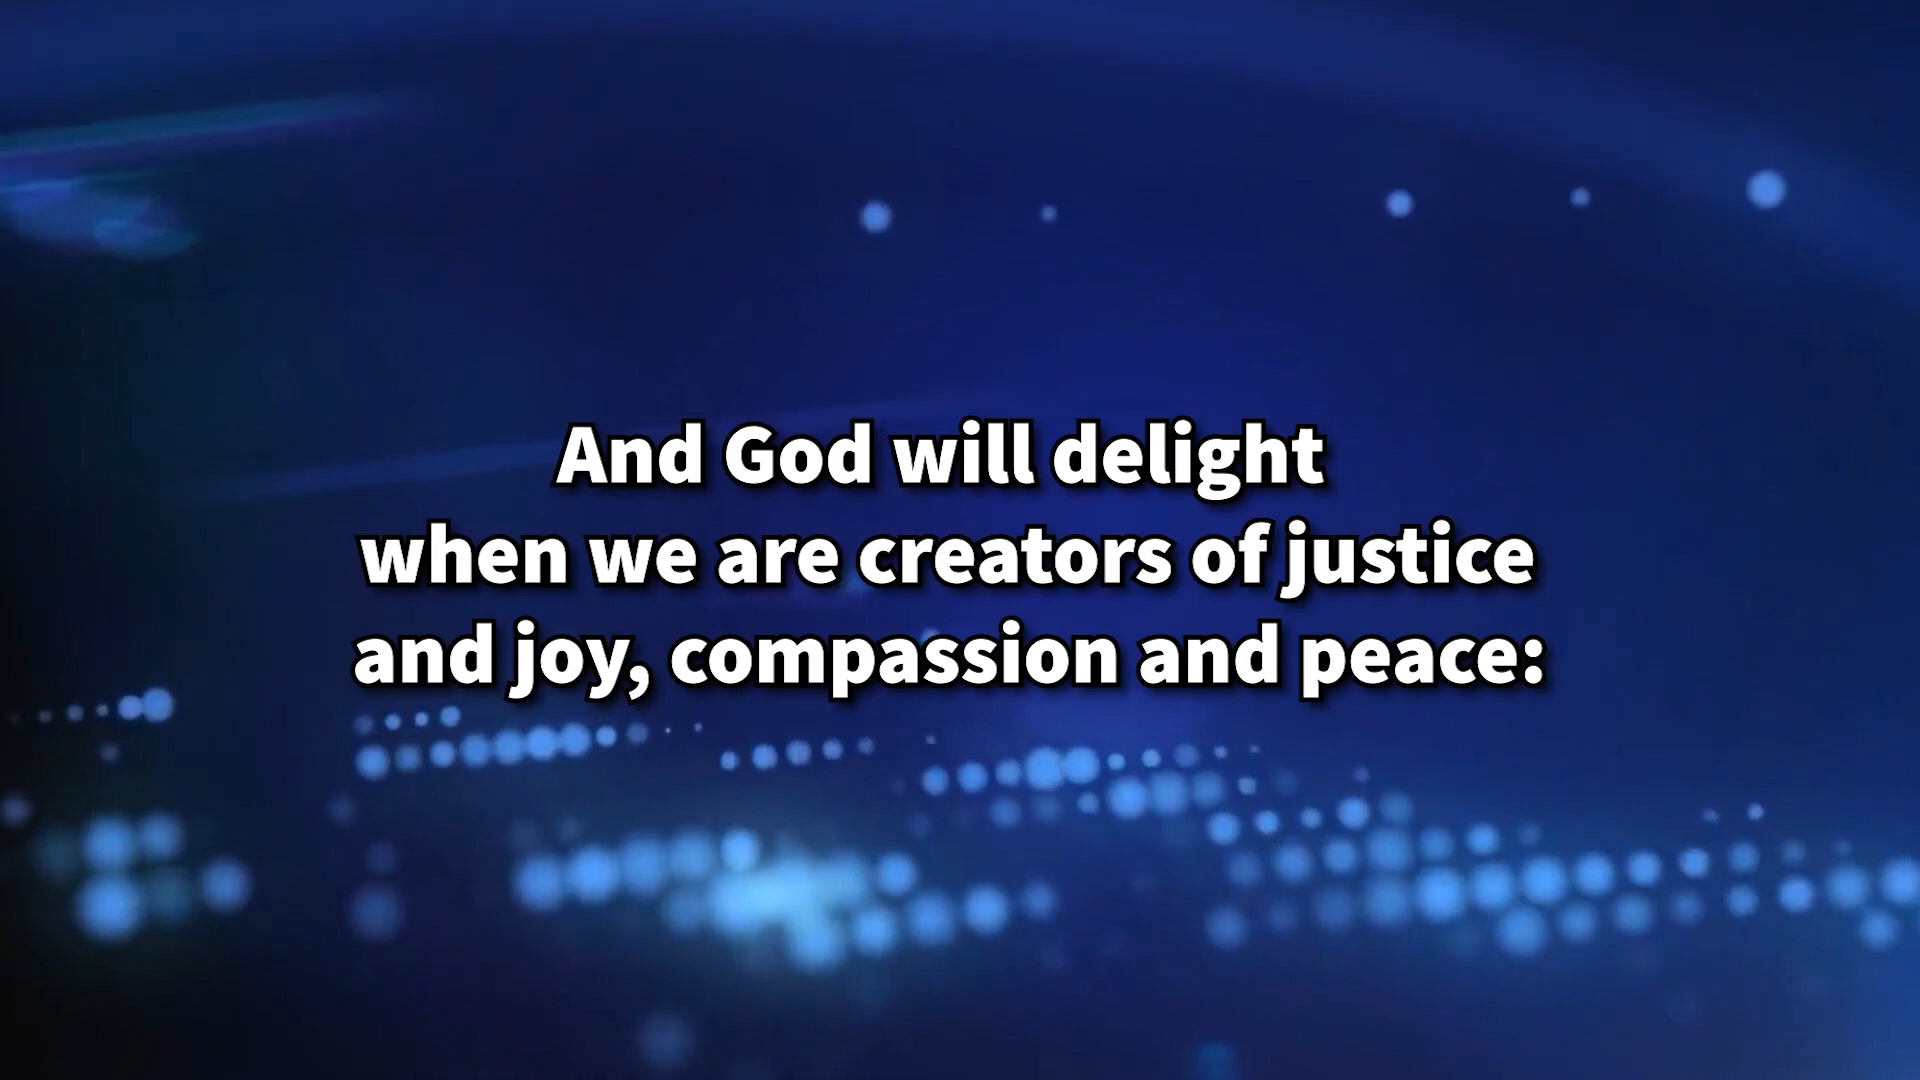 And God will delight
when we are creators of justice
and joy, compassion and peace: